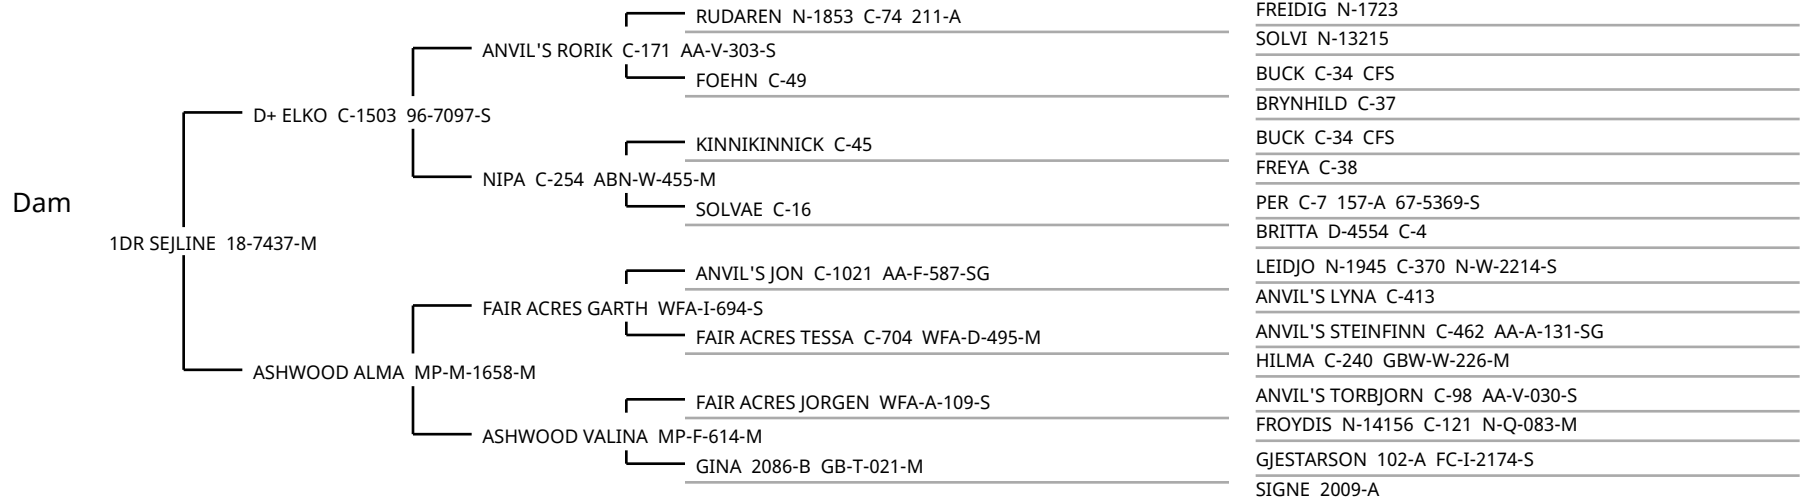 FREIDIG N-1723
RUDAREN N-1853 C-74 211-A
SOLVI N-13215
ANVIL'S RORIK C-171 AA-V-303-S
BUCK C-34 CFS
FOEHN C-49
BRYNHILD C-37
D+ ELKO C-1503 96-7097-S
BUCK C-34 CFS
KINNIKINNICK C-45
FREYA C-38
NIPA C-254 ABN-W-455-M
PER C-7 157-A 67-5369-S
Dam
SOLVAE C-16
BRITTA D-4554 C-4
1DR SEJLINE 18-7437-M
LEIDJO N-1945 C-370 N-W-2214-S
ANVIL'S JON C-1021 AA-F-587-SG
ANVIL'S LYNA C-413
FAIR ACRES GARTH WFA-I-694-S
ANVIL'S STEINFINN C-462 AA-A-131-SG
FAIR ACRES TESSA C-704 WFA-D-495-M
HILMA C-240 GBW-W-226-M
ASHWOOD ALMA MP-M-1658-M
ANVIL'S TORBJORN C-98 AA-V-030-S
FAIR ACRES JORGEN WFA-A-109-S
FROYDIS N-14156 C-121 N-Q-083-M
ASHWOOD VALINA MP-F-614-M
GJESTARSON 102-A FC-I-2174-S
GINA 2086-B GB-T-021-M
SIGNE 2009-A